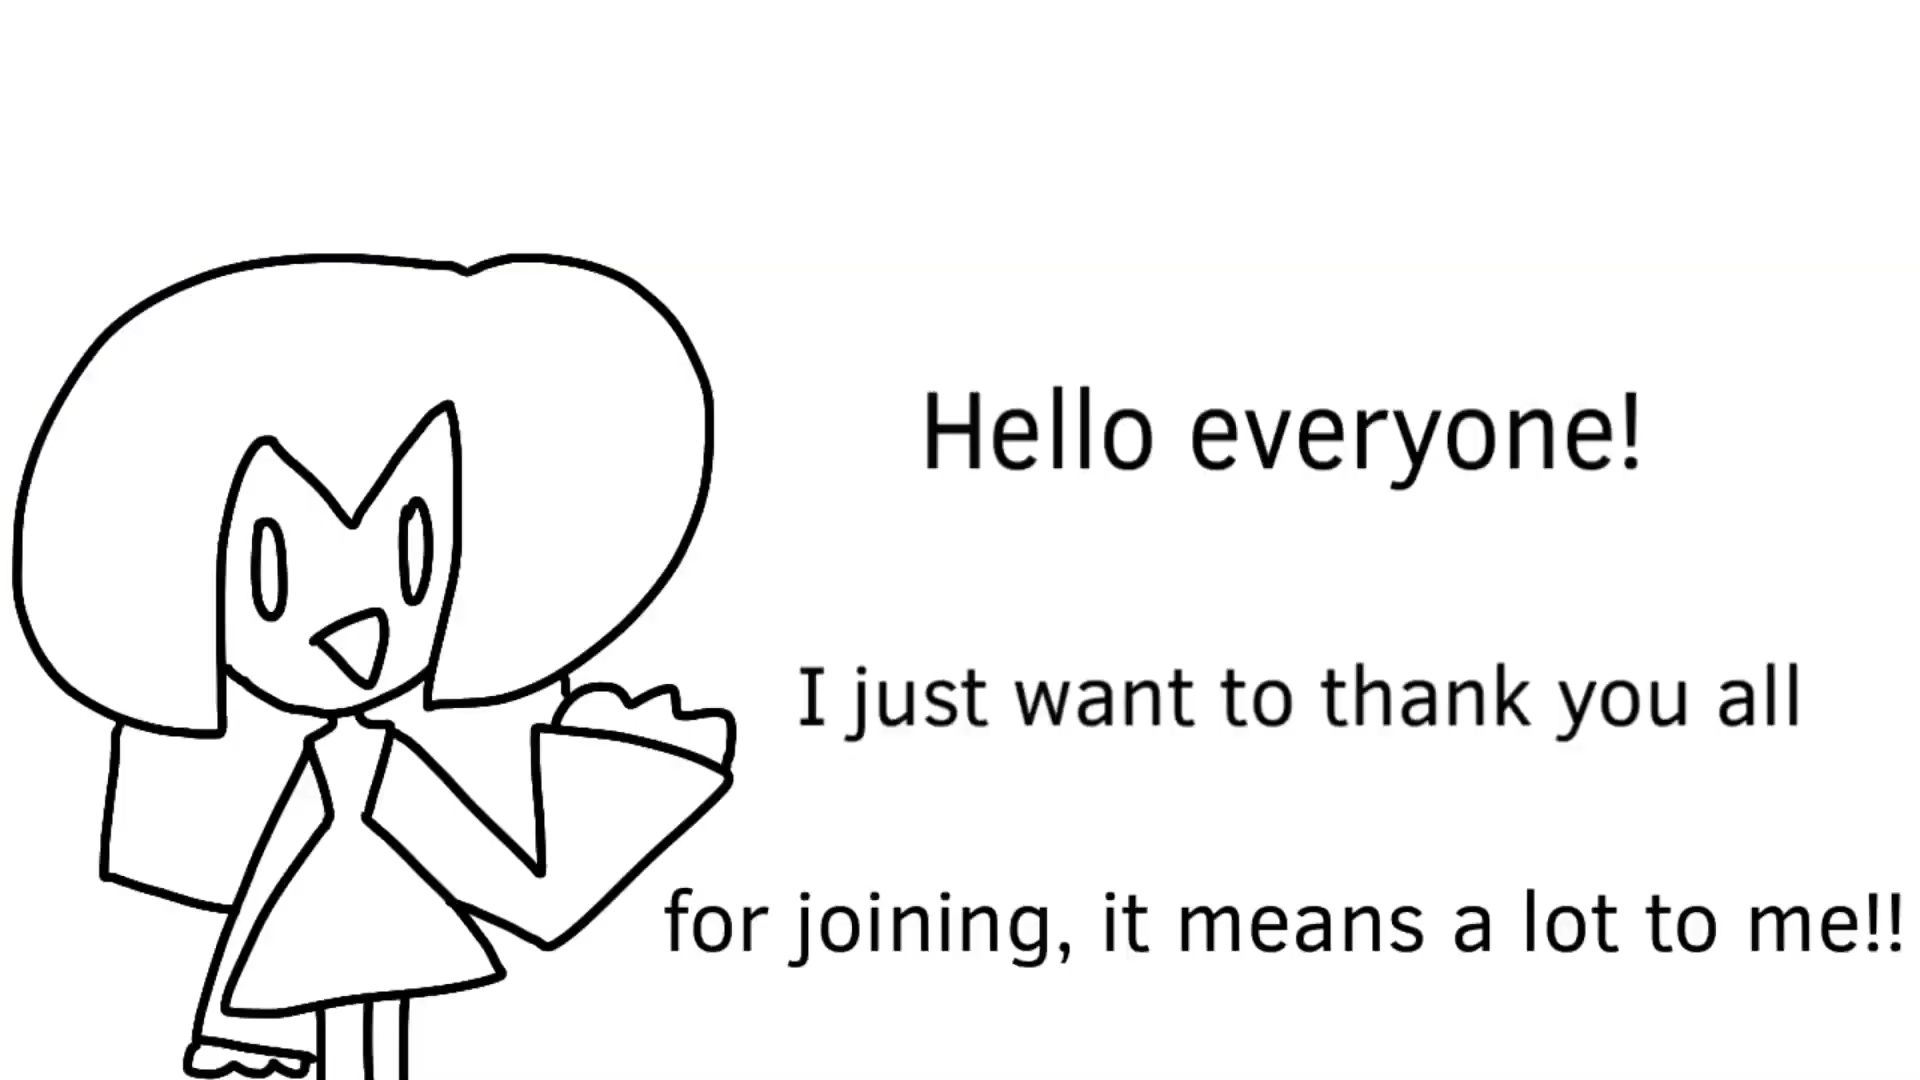 Hello everyone!
I just want to thank you all
for joining, it means a lot to me!!